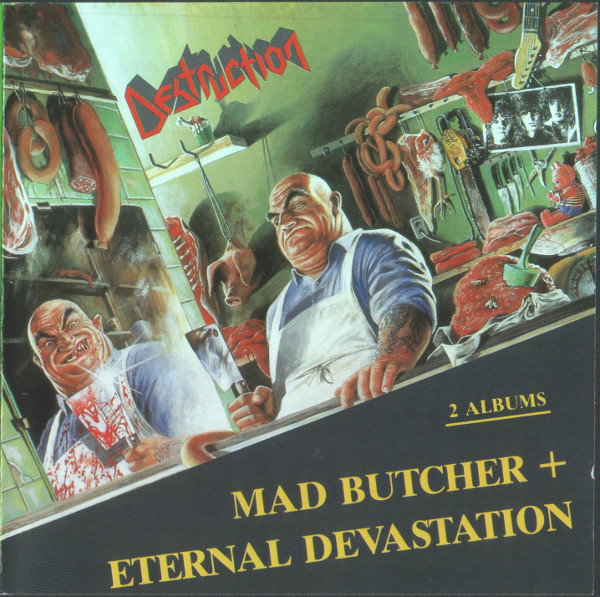 DESTRUCTION
2 ALBUMS
MAD BUTCHER +
ETERNAL DEVASTATION